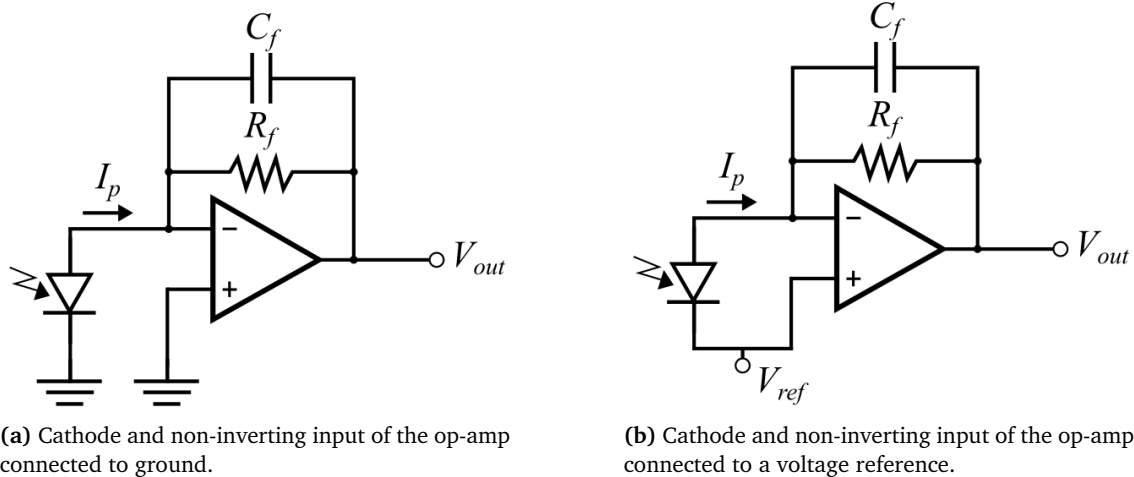 C_f
R_f
I_p
−
+
V_out
(a) Cathode and non-inverting input of the op-amp
connected to ground.
C_f
R_f
I_p
−
+
V_out
V_ref
(b) Cathode and non-inverting input of the op-amp
connected to a voltage reference.